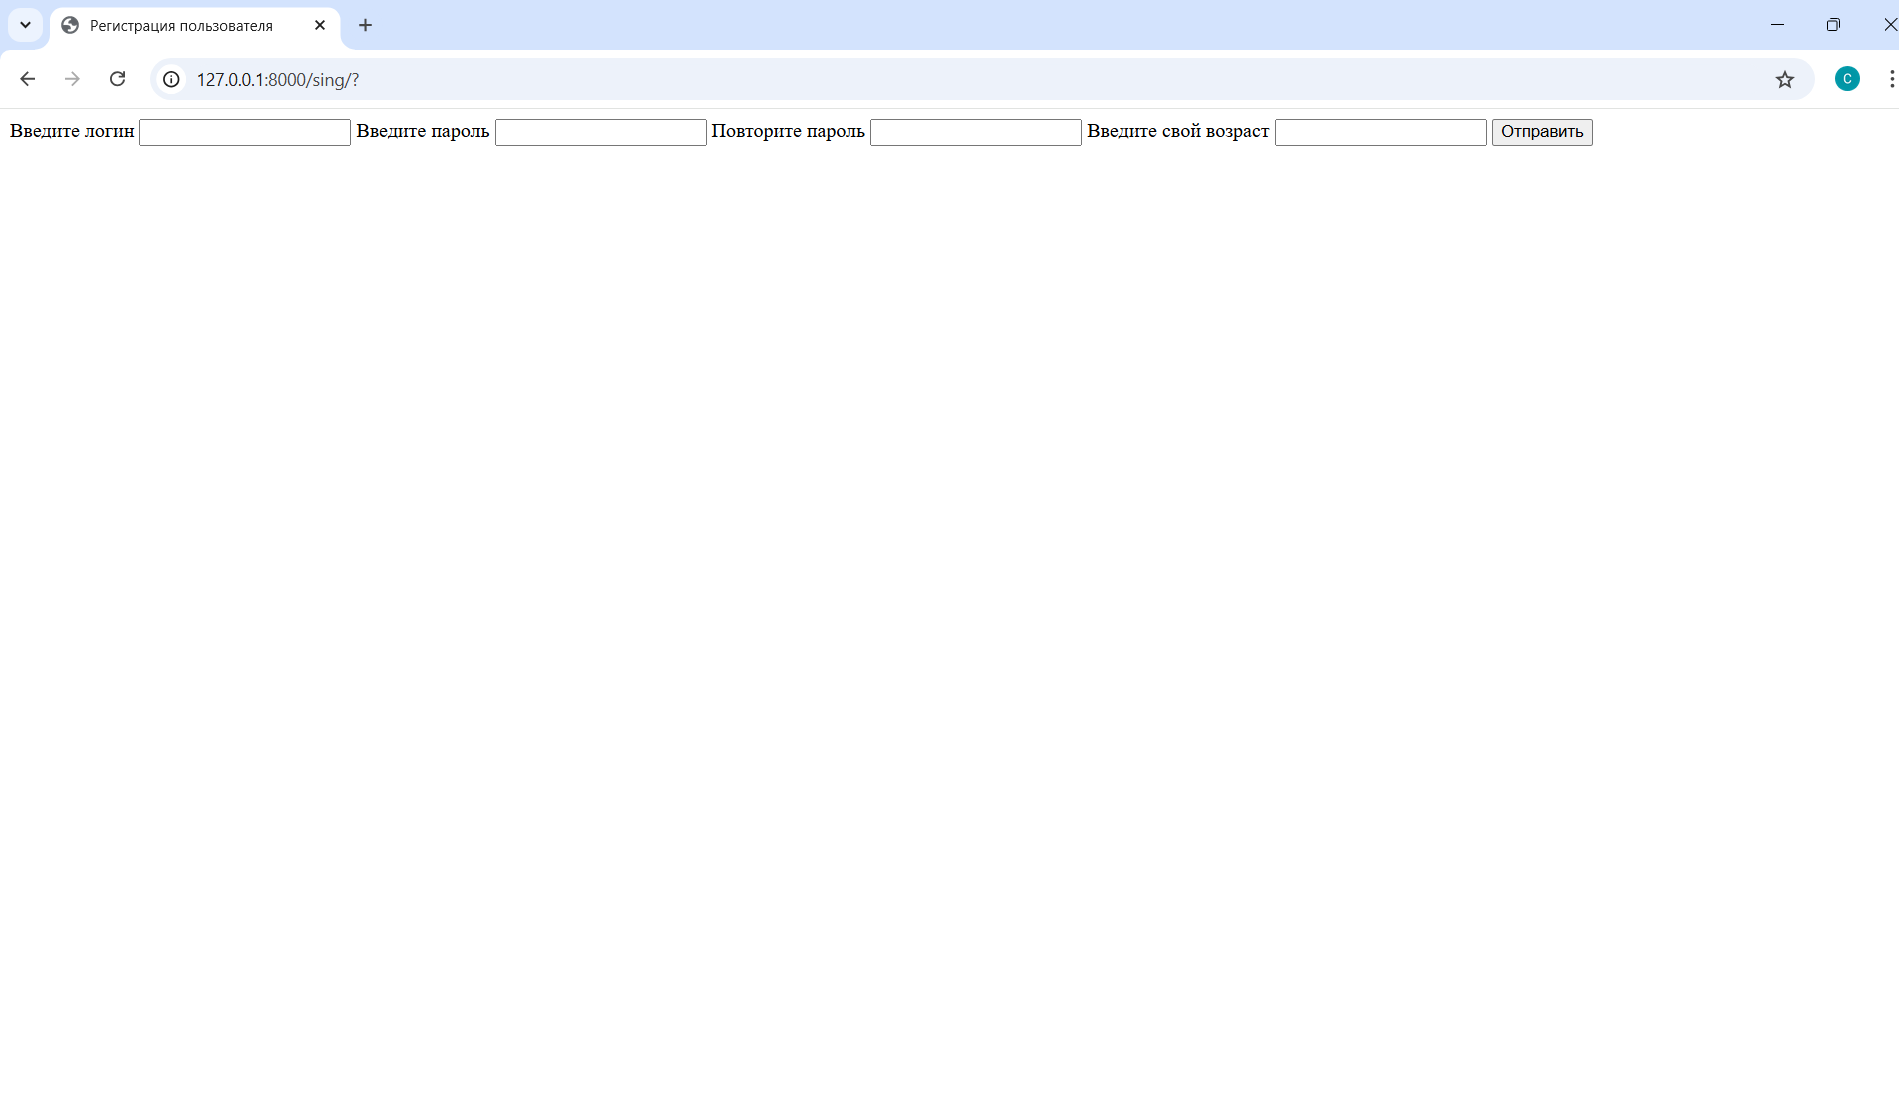 Регистрация пользователя
127.0.0.1:8000/sing/?
C
Введите логин Введите пароль Повторите пароль Введите свой возраст Отправить